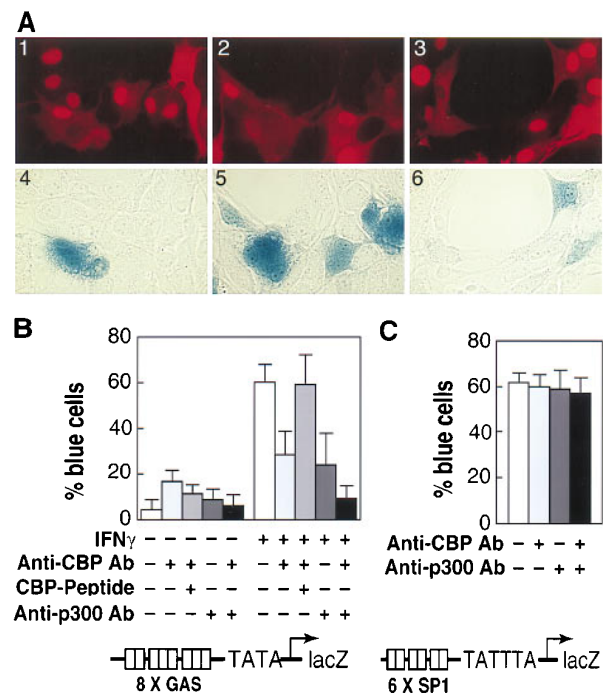 A
1 2 3
4 5 6
B
% blue cells
80
60
40
20
0
IFNγ – – – – – + + + + +
Anti-CBP Ab – + + – + – + + – +
CBP-Peptide – – + – – – – + – –
Anti-p300 Ab – – – + + – – – + +
TATA lacZ
8 X GAS
C
% blue cells
80
60
40
20
0
Anti-CBP Ab – + – +
Anti-p300 Ab – – + +
TATTTA lacZ
6 X SP1